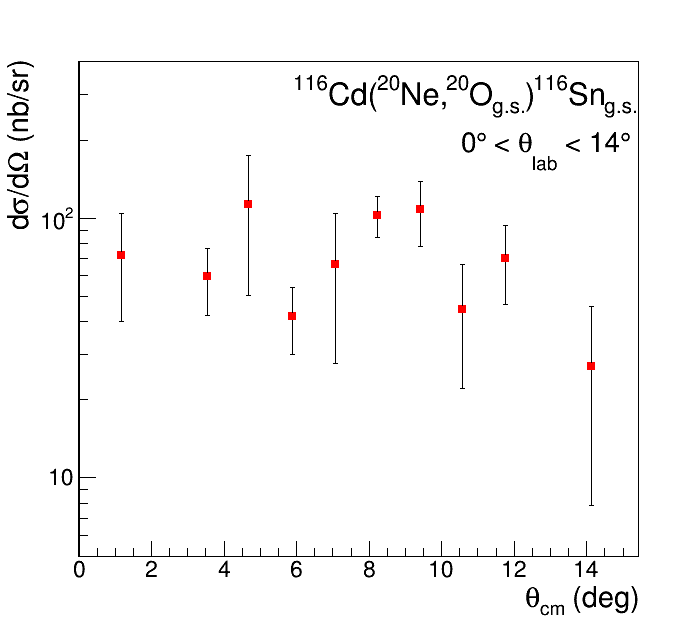 ¹¹⁶Cd(²⁰Ne,²⁰O_g.s.)¹¹⁶Sn_g.s.
0° < θ_lab < 14°
dσ/dΩ (nb/sr)
10²
10
0 2 4 6 8 10 12 14
θ_cm (deg)